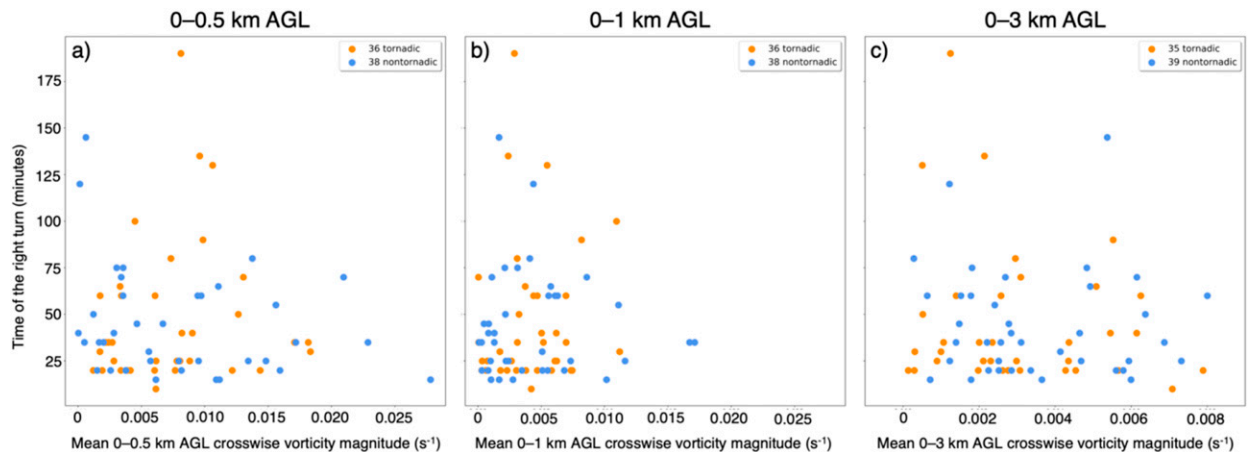 0–0.5 km AGL
0–1 km AGL
0–3 km AGL
a)
36 tornadic
38 nontornadic
b)
36 tornadic
38 nontornadic
c)
35 tornadic
39 nontornadic
Time of the right turn (minutes)
175
150
125
100
75
50
25
0
0.005
0.010
0.015
0.020
0.025
0
0.005
0.010
0.015
0.020
0.025
0
0.002
0.004
0.006
0.008
Mean 0–0.5 km AGL crosswise vorticity magnitude (s-1)
Mean 0–1 km AGL crosswise vorticity magnitude (s-1)
Mean 0–3 km AGL crosswise vorticity magnitude (s-1)